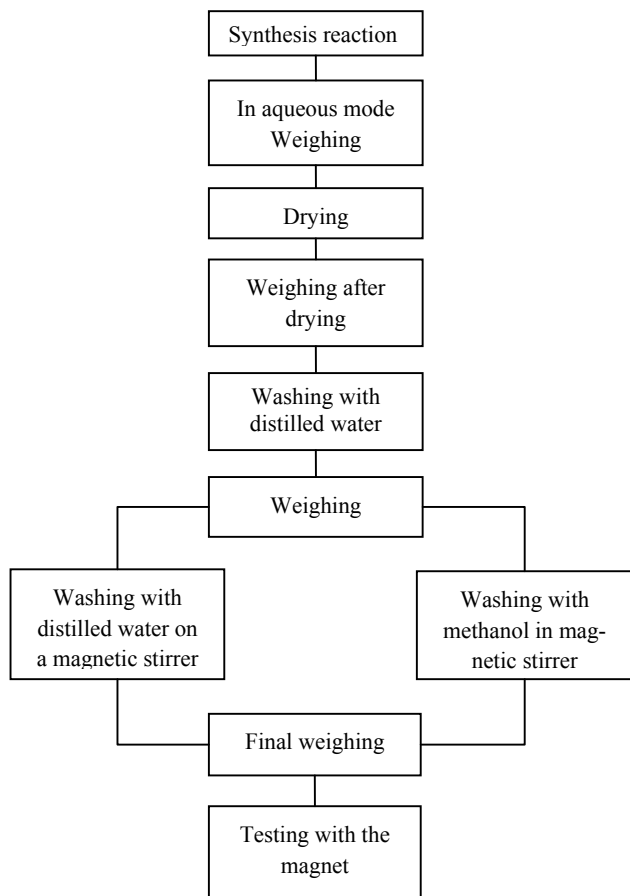 Synthesis reaction
In aqueous mode
Weighing
Drying
Weighing after
drying
Washing with
distilled water
Weighing
Washing with
distilled water on
a magnetic stirrer
Washing with
methanol in mag-
netic stirrer
Final weighing
Testing with the
magnet